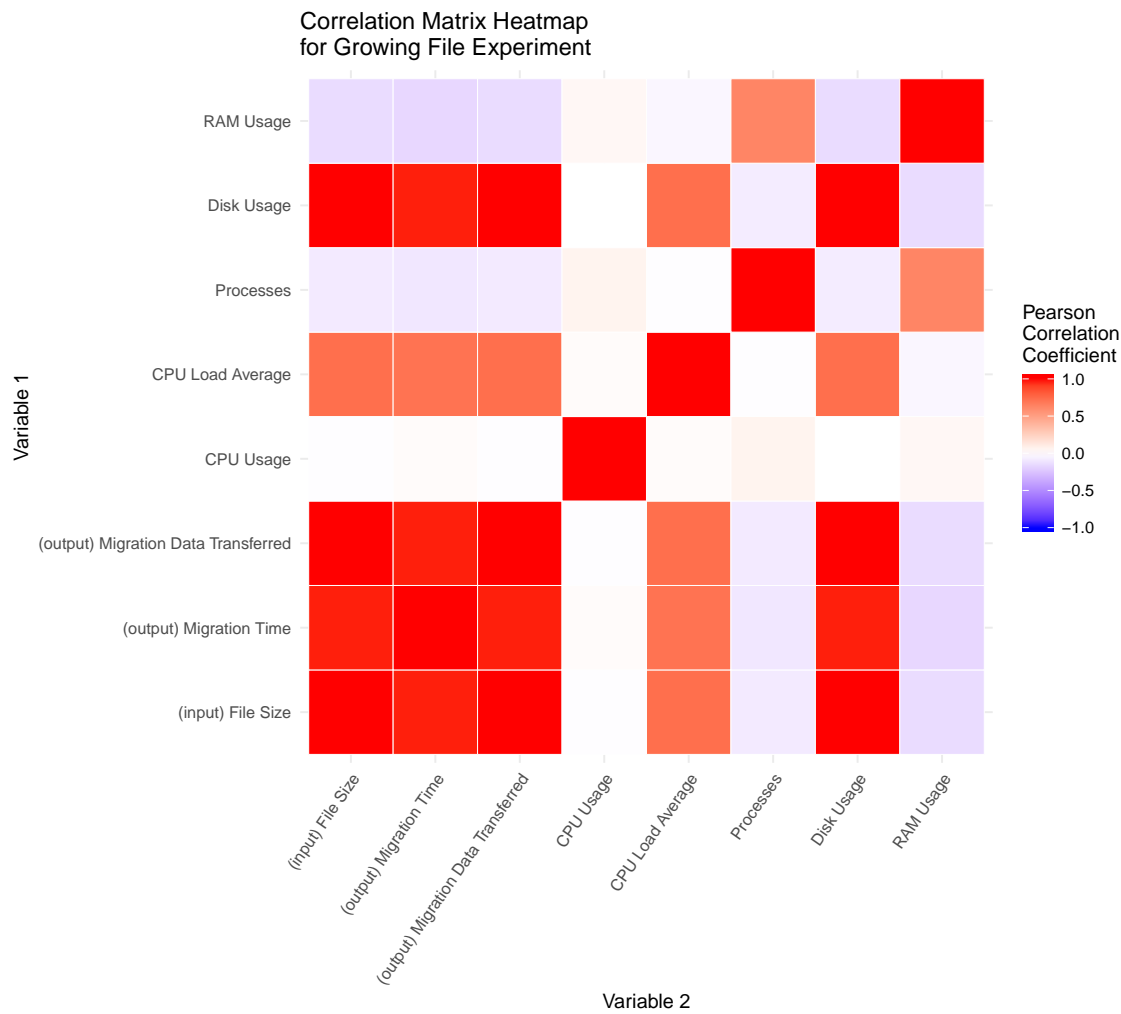 Correlation Matrix Heatmap
for Growing File Experiment
Variable 1
RAM Usage
Disk Usage
Processes
CPU Load Average
CPU Usage
(output) Migration Data Transferred
(output) Migration Time
(input) File Size
(input) File Size
(output) Migration Time
(output) Migration Data Transferred
CPU Usage
CPU Load Average
Processes
Disk Usage
RAM Usage
Variable 2
Pearson
Correlation
Coefficient
1.0
0.5
0.0
−0.5
−1.0